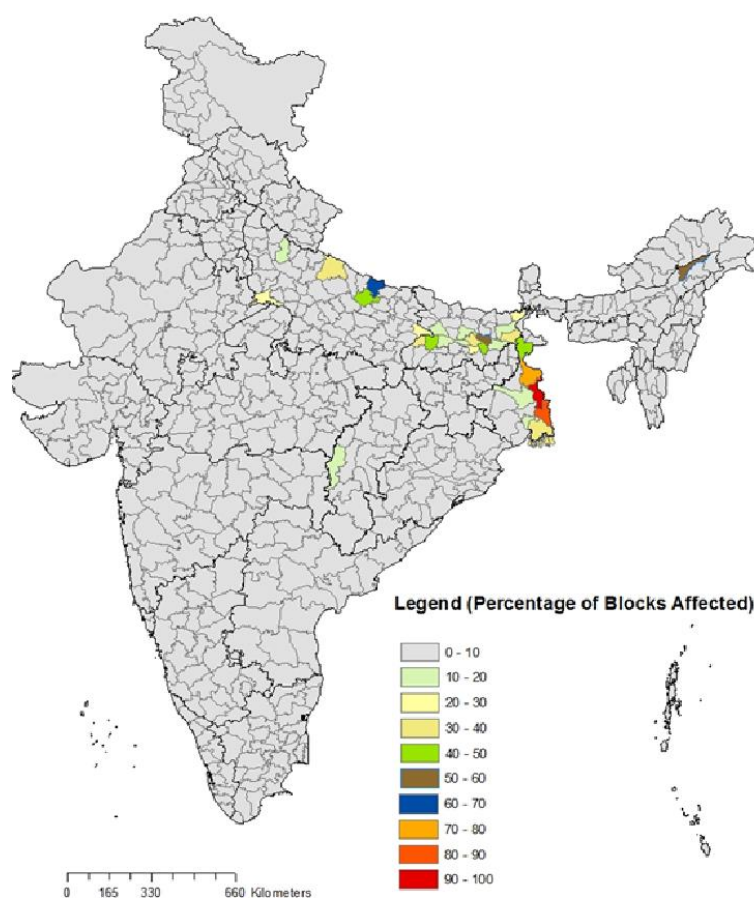 Legend (Percentage of Blocks Affected)
0 - 10
10 - 20
20 - 30
30 - 40
40 - 50
50 - 60
60 - 70
70 - 80
80 - 90
90 - 100
0 165 330 660 Kilometers